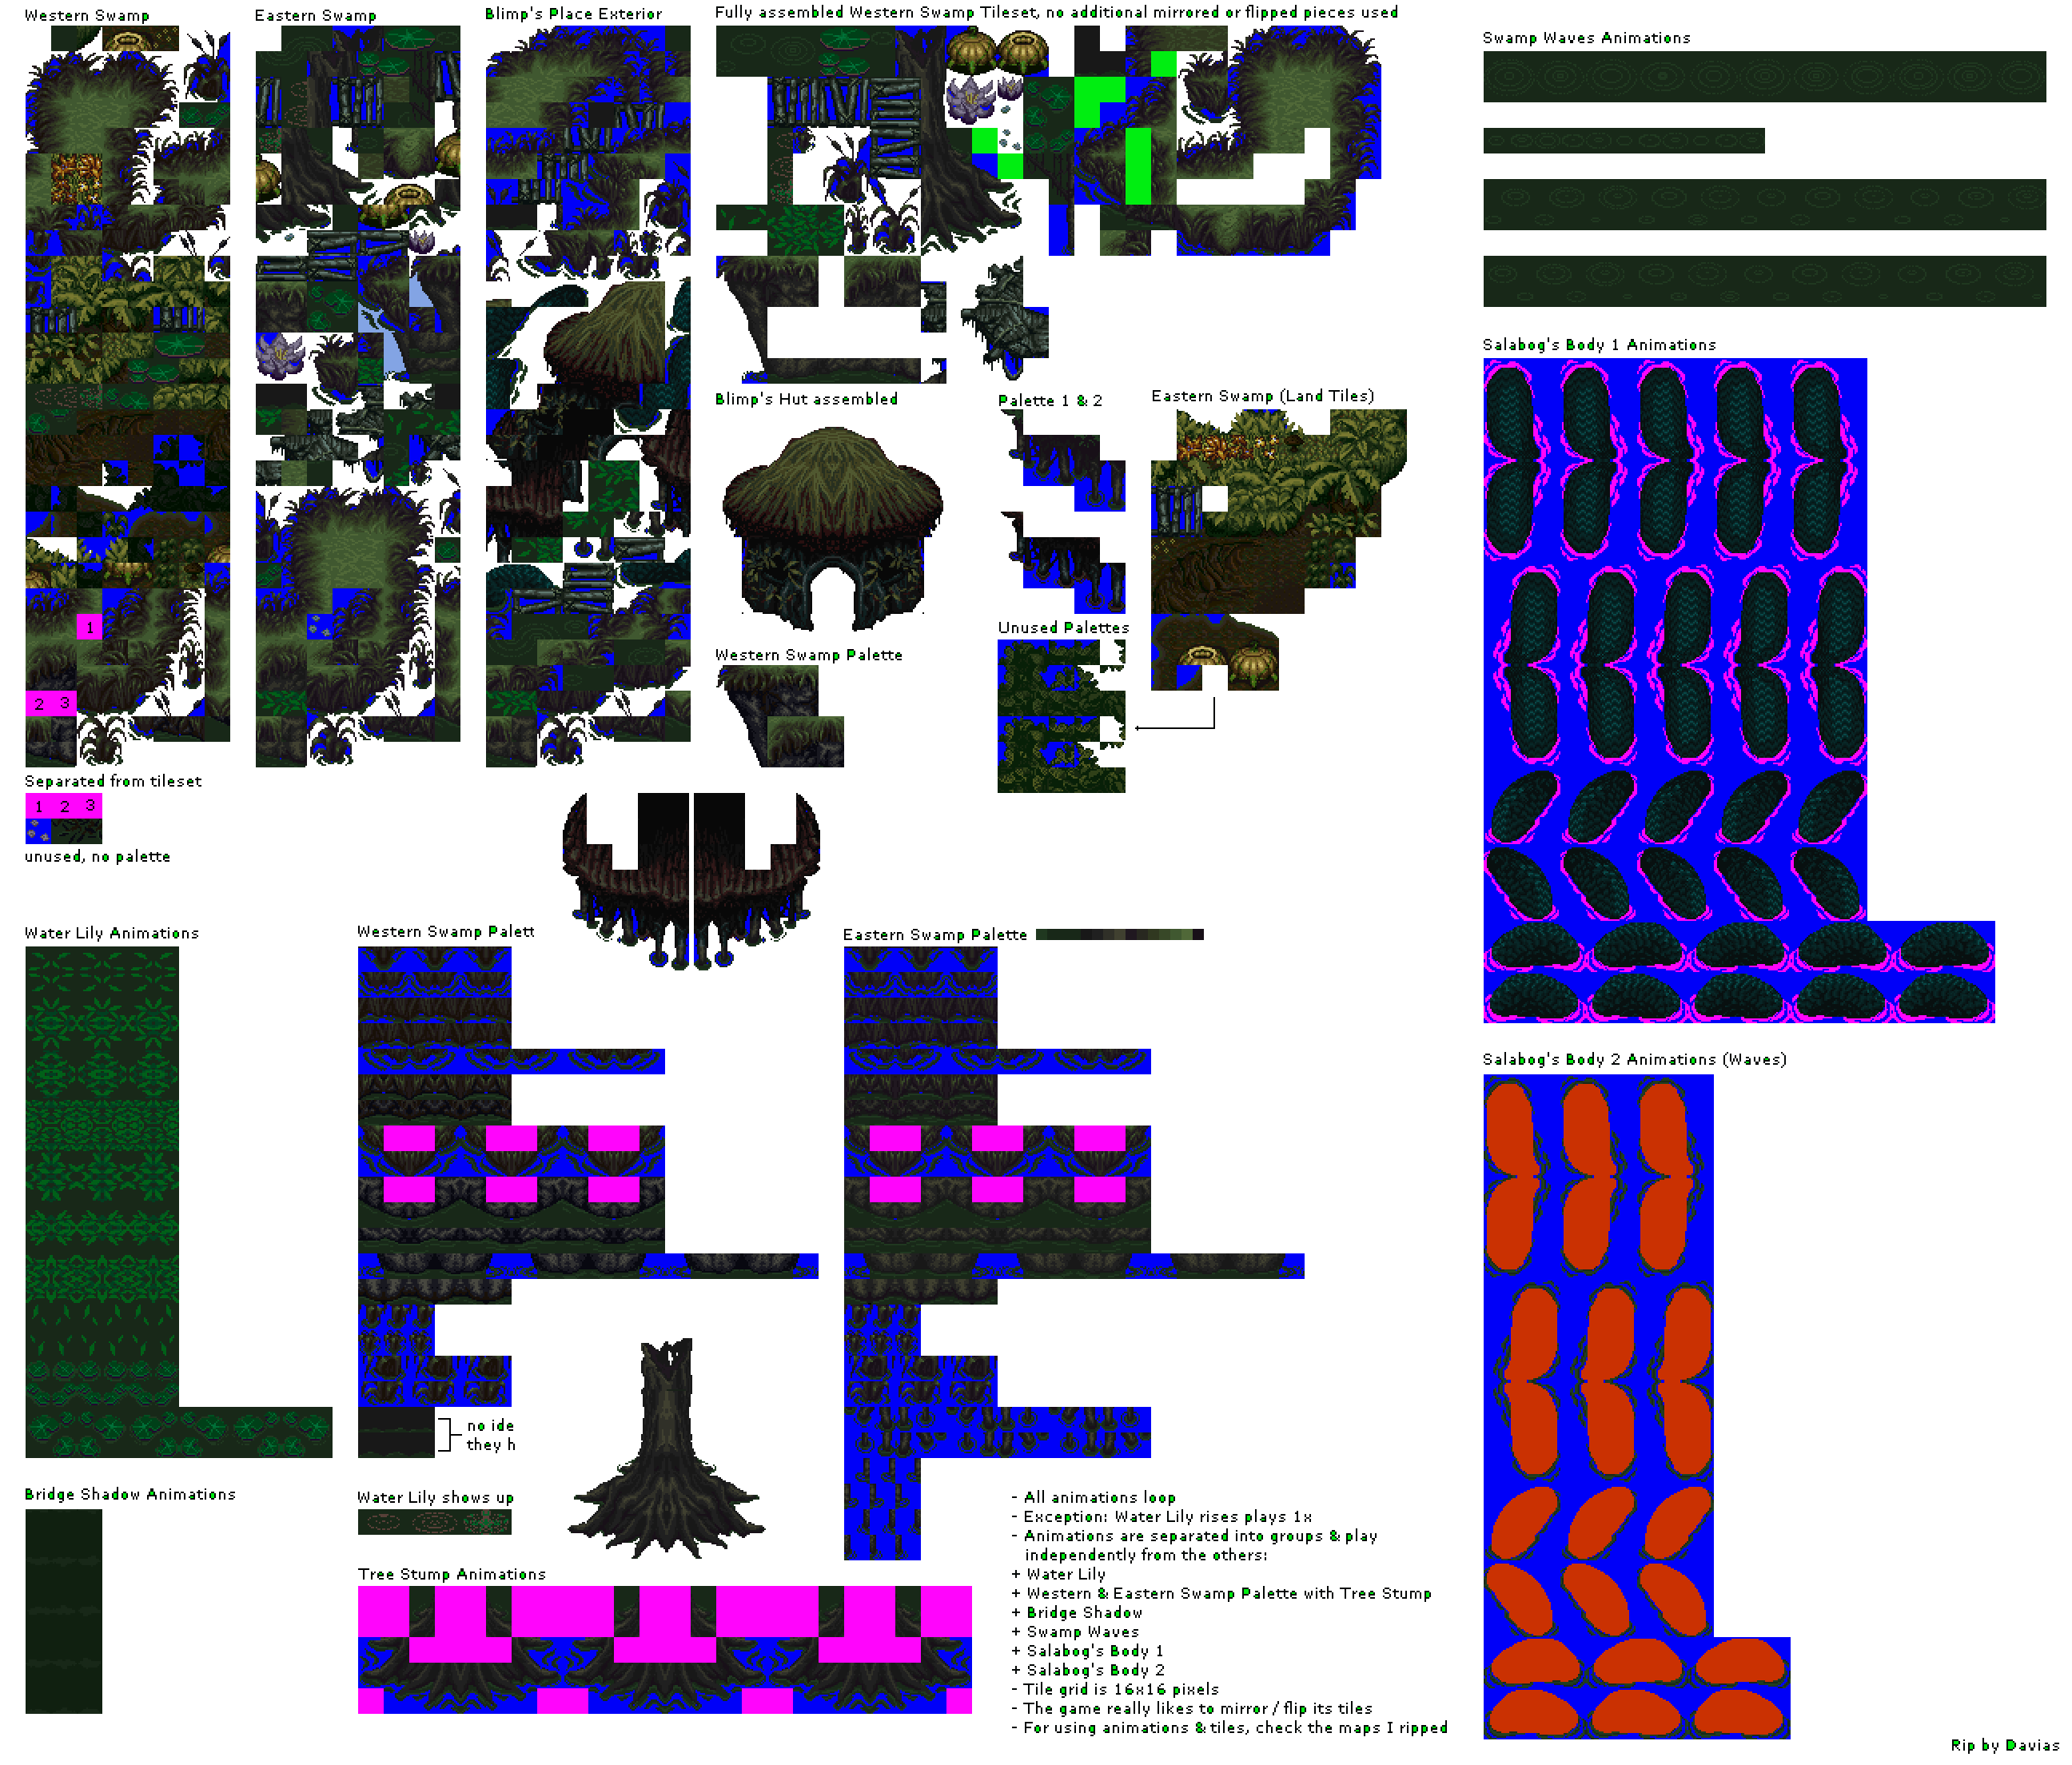 Western Swamp
Eastern Swamp
Blimp's Place Exterior
Fully assembled Western Swamp Tileset, no additional mirrored or flipped pieces used
Swamp Waves Animations
Salabog's Body 1 Animations
Blimp's Hut assembled
Palette 1 & 2
Eastern Swamp (Land Tiles)
Unused Palettes
Western Swamp Palette
1
2 3
Separated from tileset
1 2 3
unused, no palette
Water Lily Animations
Western Swamp Palett
Eastern Swamp Palette
Salabog's Body 2 Animations (Waves)
no ide
they h
Bridge Shadow Animations
Water Lily shows up
Tree Stump Animations
- All animations loop
- Exception: Water Lily rises plays 1x
- Animations are separated into groups & play
independently from the others:
+ Water Lily
+ Western & Eastern Swamp Palette with Tree Stump
+ Bridge Shadow
+ Swamp Waves
+ Salabog's Body 1
+ Salabog's Body 2
- Tile grid is 16x16 pixels
- The game really likes to mirror / flip its tiles
- For using animations & tiles, check the maps I ripped
Rip by Davias